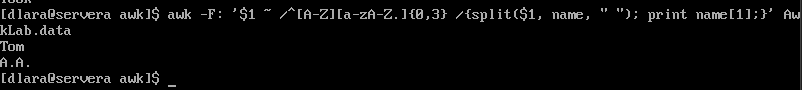 [dlara@servera awk]$ awk -F: '$1 ~ /^[A-Z][a-zA-Z.]{0,3} /{split($1, name, " "); print name[1];}' Aw
kLab.data
Tom
A.A.
[dlara@servera awk]$ _